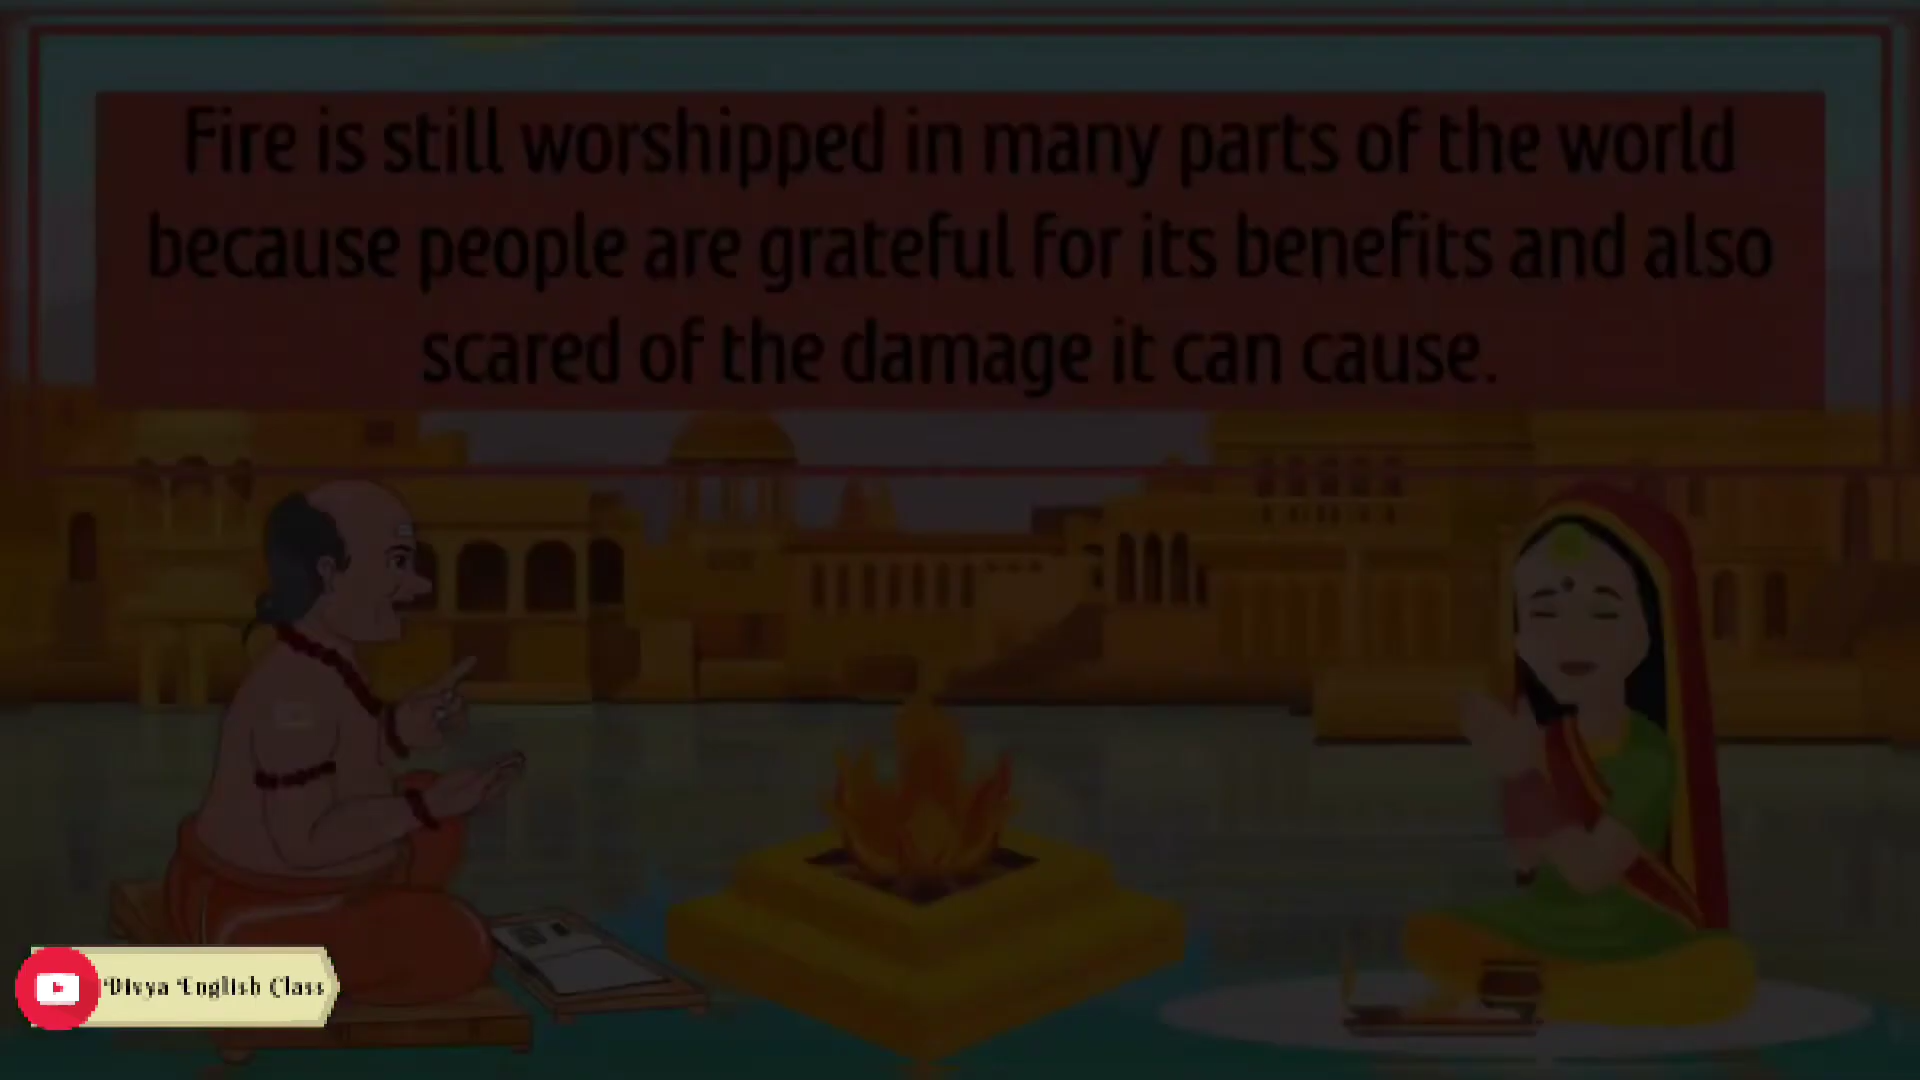 Fire is still worshipped in many parts of the world
because people are grateful for its benefits and also
scared of the damage it can cause.
Divya English Class